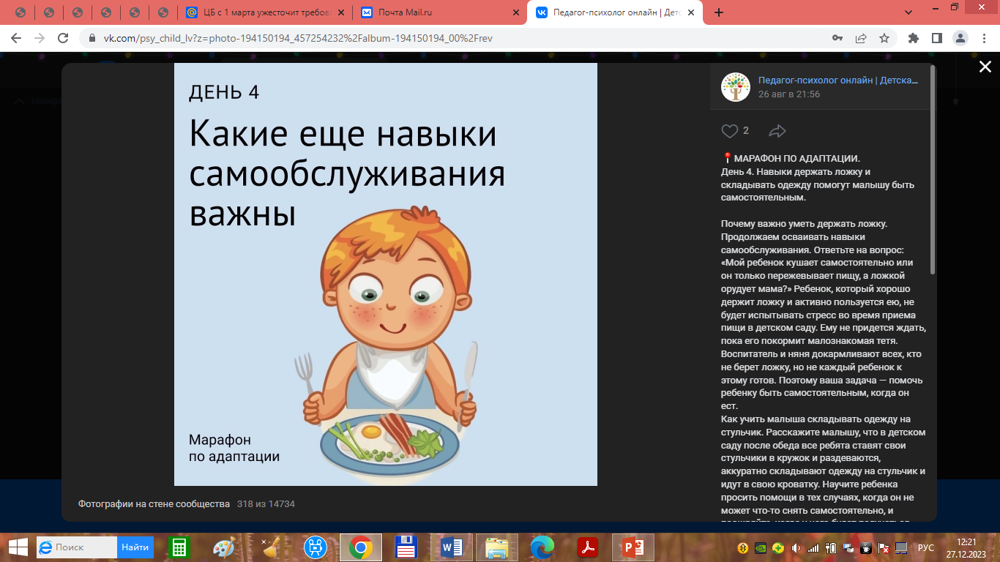 ЦБ с 1 марта ужесточит требов
Почта Mail.ru
Педагог-психолог онлайн | Детс
vk.com/psy_child_lv?z=photo-194150194_457254232%2Falbum-194150194_00%2Frev
ДЕНЬ 4
Какие еще навыки
самообслуживания
важны
Марафон
по адаптации
Фотографии на стене сообщества 318 из 14734
Педагог-психолог онлайн | Детска...
26 авг в 21:56
2
МАРАФОН ПО АДАПТАЦИИ.
День 4. Навыки держать ложку и
складывать одежду помогут малышу быть
самостоятельным.
Почему важно уметь держать ложку.
Продолжаем осваивать навыки
самообслуживания. Ответьте на вопрос:
«Мой ребенок кушает самостоятельно или
он только пережевывает пищу, а ложкой
орудует мама?» Ребенок, который хорошо
держит ложку и активно пользуется ею, не
будет испытывать стресс во время приема
пищи в детском саду. Ему не придется ждать,
пока его покормит малознакомая тетя.
Воспитатель и няня докармливают всех, кто
не берет ложку, но не каждый ребенок к
этому готов. Поэтому ваша задача — помочь
ребенку быть самостоятельным, когда он
ест.
Как учить малыша складывать одежду на
стульчик. Расскажите малышу, что в детском
саду после обеда все ребята ставят свои
стульчики в кружок и раздеваются,
аккуратно складывают одежду на стульчик и
идут в свою кроватку. Научите ребенка
просить помощи в тех случаях, когда он не
может что-то снять самостоятельно, и
Поиск
Найти
РУС
12:21
27.12.2023